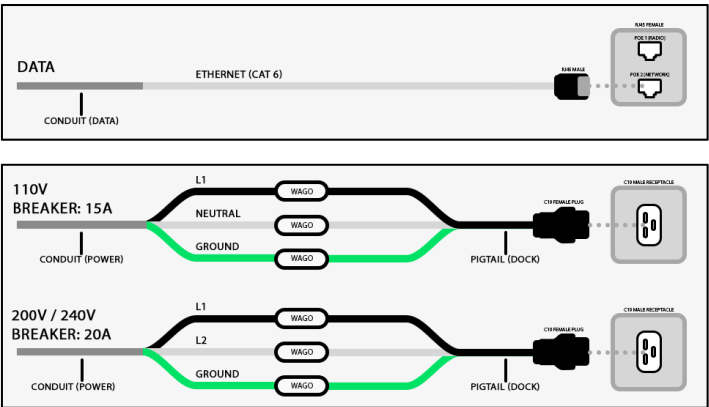 DATA
ETHERNET (CAT 6)
CONDUIT (DATA)
RJ45 MALE
RJ45 FEMALE
POE 1 (RADIO)
POE 2 (NETWORK)
110V
BREAKER: 15A
CONDUIT (POWER)
L1
WAGO
NEUTRAL
WAGO
GROUND
WAGO
PIGTAIL (DOCK)
C19 FEMALE PLUG
C19 MALE RECEPTACLE
200V / 240V
BREAKER: 20A
CONDUIT (POWER)
L1
WAGO
L2
WAGO
GROUND
WAGO
PIGTAIL (DOCK)
C19 FEMALE PLUG
C19 MALE RECEPTACLE